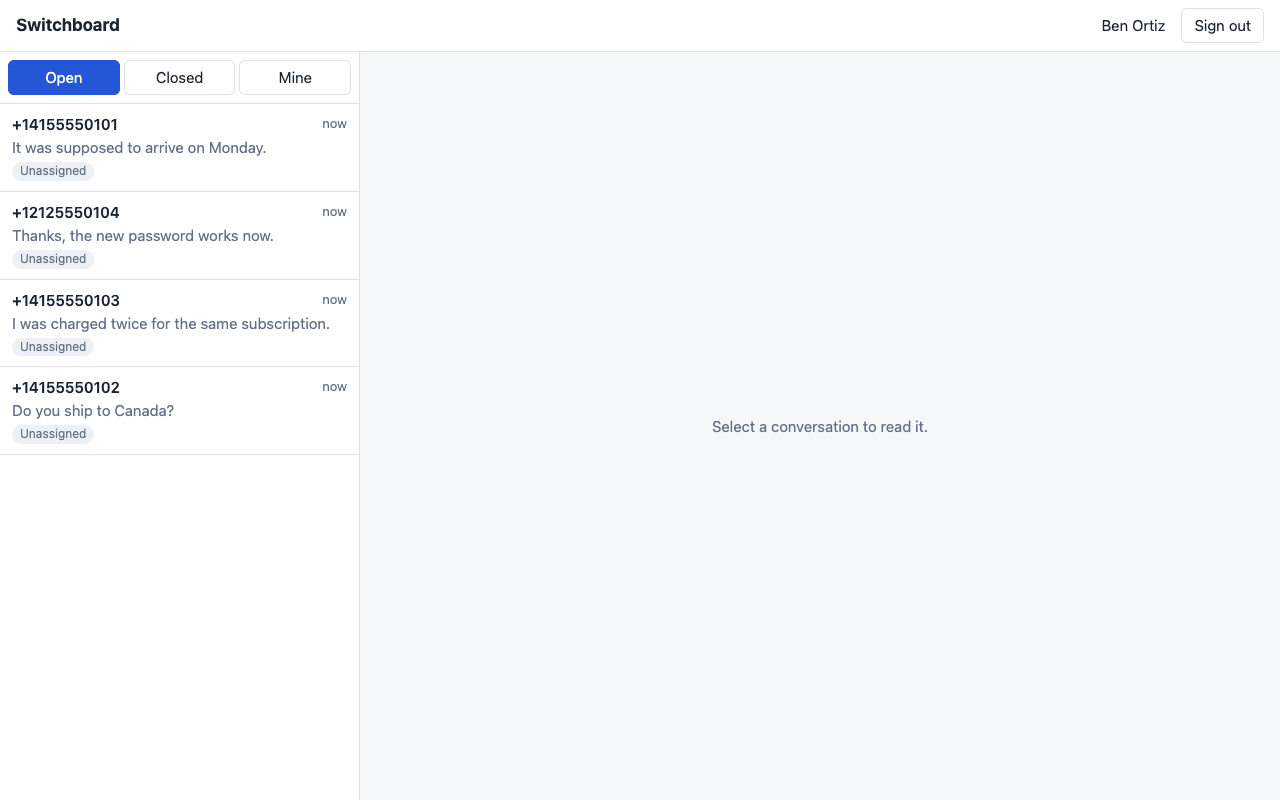 Switchboard
Ben Ortiz
Sign out
Open
Closed
Mine
+14155550101
now
It was supposed to arrive on Monday.
Unassigned
+12125550104
now
Thanks, the new password works now.
Unassigned
+14155550103
now
I was charged twice for the same subscription.
Unassigned
+14155550102
now
Do you ship to Canada?
Unassigned
Select a conversation to read it.